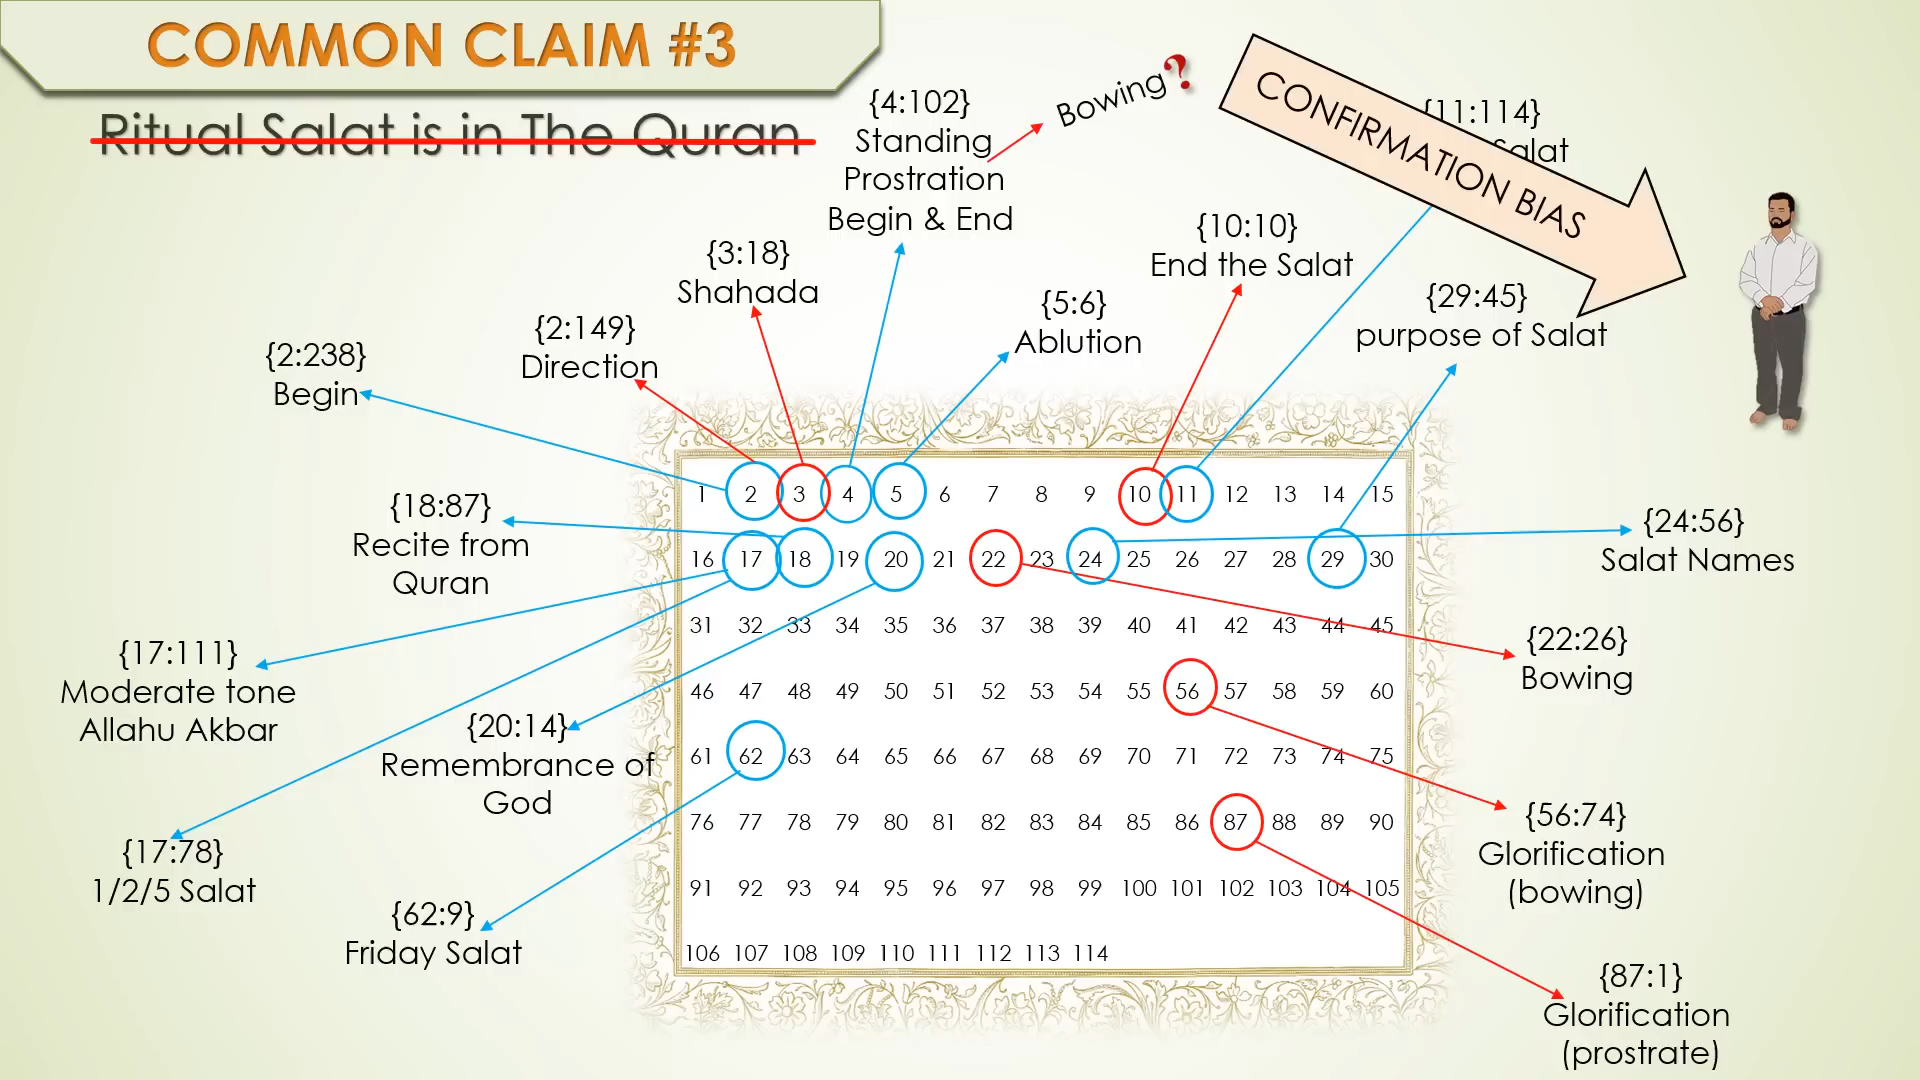 COMMON CLAIM #3
Ritual Salat is in The Quran
{4:102}
Standing
Prostration
Begin & End
Bowing?
CONFIRMATION BIAS
{11:114}
Salat
{10:10}
End the Salat
{3:18}
Shahada
{5:6}
Ablution
{29:45}
purpose of Salat
{2:149}
Direction
{2:238}
Begin
{18:87}
Recite from
Quran
{24:56}
Salat Names
{17:111}
Moderate tone
Allahu Akbar
{22:26}
Bowing
{20:14}
Remembrance of
God
{17:78}
1/2/5 Salat
{56:74}
Glorification
(bowing)
{62:9}
Friday Salat
{87:1}
Glorification
(prostrate)
1 2 3 4 5 6 7 8 9 10 11 12 13 14 15
16 17 18 19 20 21 22 23 24 25 26 27 28 29 30
31 32 33 34 35 36 37 38 39 40 41 42 43 44 45
46 47 48 49 50 51 52 53 54 55 56 57 58 59 60
61 62 63 64 65 66 67 68 69 70 71 72 73 74 75
76 77 78 79 80 81 82 83 84 85 86 87 88 89 90
91 92 93 94 95 96 97 98 99 100 101 102 103 104 105
106 107 108 109 110 111 112 113 114